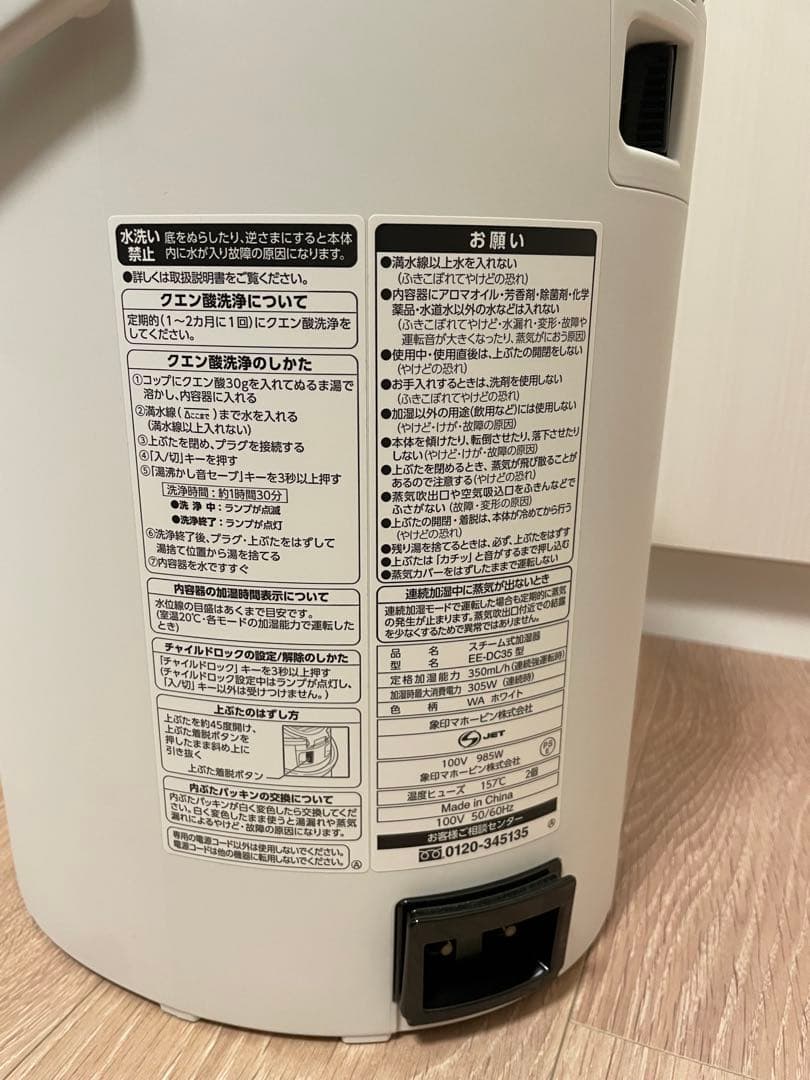 水洗い禁止 底をぬらしたり、逆さまにすると本体
内に水が入り故障の原因になります。
●詳しくは取扱説明書をご覧ください。
クエン酸洗浄について
定期的(1～2カ月に1回)にクエン酸洗浄を
してください。
クエン酸洗浄のしかた
①コップにクエン酸30gを入れてぬるま湯で
溶かし、内容器に入れる
②満水線(△ここまで)まで水を入れる
(満水線以上入れない)
③上ぶたを閉め、プラグを接続する
④「入/切」キーを押す
⑤「湯沸かし音セーブ」キーを3秒以上押す
洗浄時間:約1時間30分
●洗浄中:ランプが点滅
●洗浄終了:ランプが点灯
⑥洗浄終了後、プラグ・上ぶたをはずして
湯捨て位置から湯を捨てる
⑦内容器を水ですすぐ
内容器の加湿時間表示について
水位線の目盛はあくまで目安です。
(室温20℃・各モードの加湿能力で運転した
とき)
チャイルドロックの設定/解除のしかた
「チャイルドロック」キーを3秒以上押す
(チャイルドロック設定中はランプが点灯し、
「入/切」キー以外は受けつけません。)
上ぶたのはずし方
上ぶたを約45度開け、
上ぶた着脱ボタンを
押したまま斜め上に
引き抜く
上ぶた着脱ボタン
内ぶたパッキンの交換について
内ぶたパッキンが白く変色したら交換してくだ
さい。白く変色したまま使うと湯漏れや蒸気
漏れによるやけど・故障の原因になります。
専用の電源コード以外は使用しないでください。
電源コードは他の機器に転用しないでください。
Ⓐ
お願い
●満水線以上水を入れない
(ふきこぼれてやけどの恐れ)
●内容器にアロマオイル・芳香剤・除菌剤・化学
薬品・水道水以外の水などは入れない
(ふきこぼれてやけど・水漏れ・変形・故障や
運転音が大きくなったり、蒸気がにおう原因)
●使用中・使用直後は、上ぶたの開閉をしない
(やけどの恐れ)
●お手入れするときは、洗剤を使用しない
(ふきこぼれてやけどの恐れ)
●加湿以外の用途(飲用など)には使用しない
(やけど・けが・故障の原因)
●本体を傾けたり、転倒させたり、落下させたり
しない(やけど・けが・故障の原因)
●上ぶたを閉めるとき、蒸気が飛び散ることが
あるので注意する(やけどの恐れ)
●蒸気吹出口や空気吸込口をふきんなどで
ふさがない(故障・変形の原因)
●上ぶたの開閉・着脱は、本体が冷めてから行う
(やけどの恐れ)
●残り湯を捨てるときは、必ず、上ぶたをはずす
●上ぶたは「カチッ」と音がするまで押し込む
●蒸気カバーをはずしたままで運転しない
連続加湿中に蒸気が出ないとき
連続加湿モードで運転した場合も定期的に蒸気
の発生が止まります。蒸気吹出口付近での結露
を少なくするためで異常ではありません。
品名 スチーム式加湿器
型名 EE-DC35 型
定格加湿能力 350mL/h(連続強運転時)
加湿時最大消費電力 305W(連続時)
色柄 WA ホワイト
象印マホービン株式会社
JET
100V 985W
象印マホービン株式会社
PSE
温度ヒューズ 157℃ 2個
Made in China
100V 50/60Hz
お客様ご相談センター
0120-345135
Ⓐ